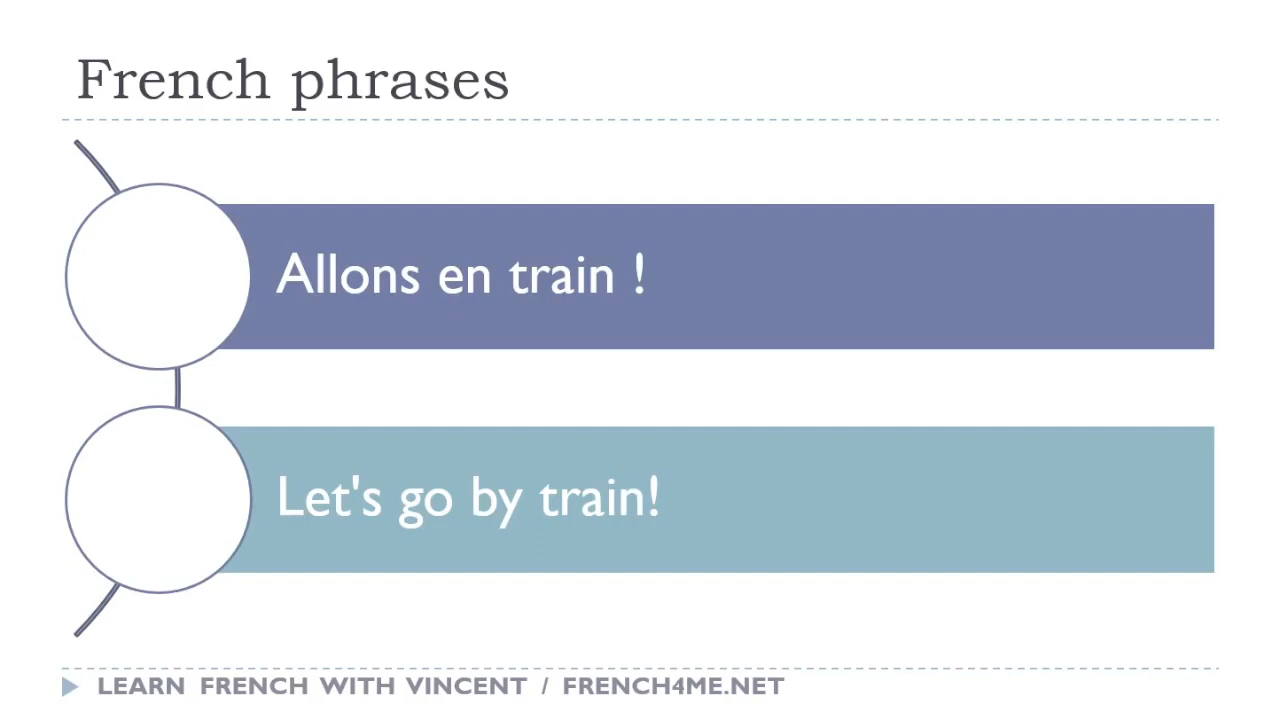 French phrases
Allons en train !
Let's go by train!
LEARN FRENCH WITH VINCENT / FRENCH4ME.NET